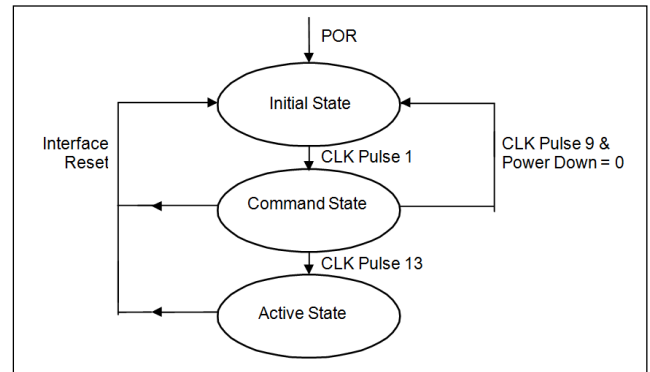 POR
Initial State
Interface
Reset
CLK Pulse 1
CLK Pulse 9 &
Power Down = 0
Command State
CLK Pulse 13
Active State